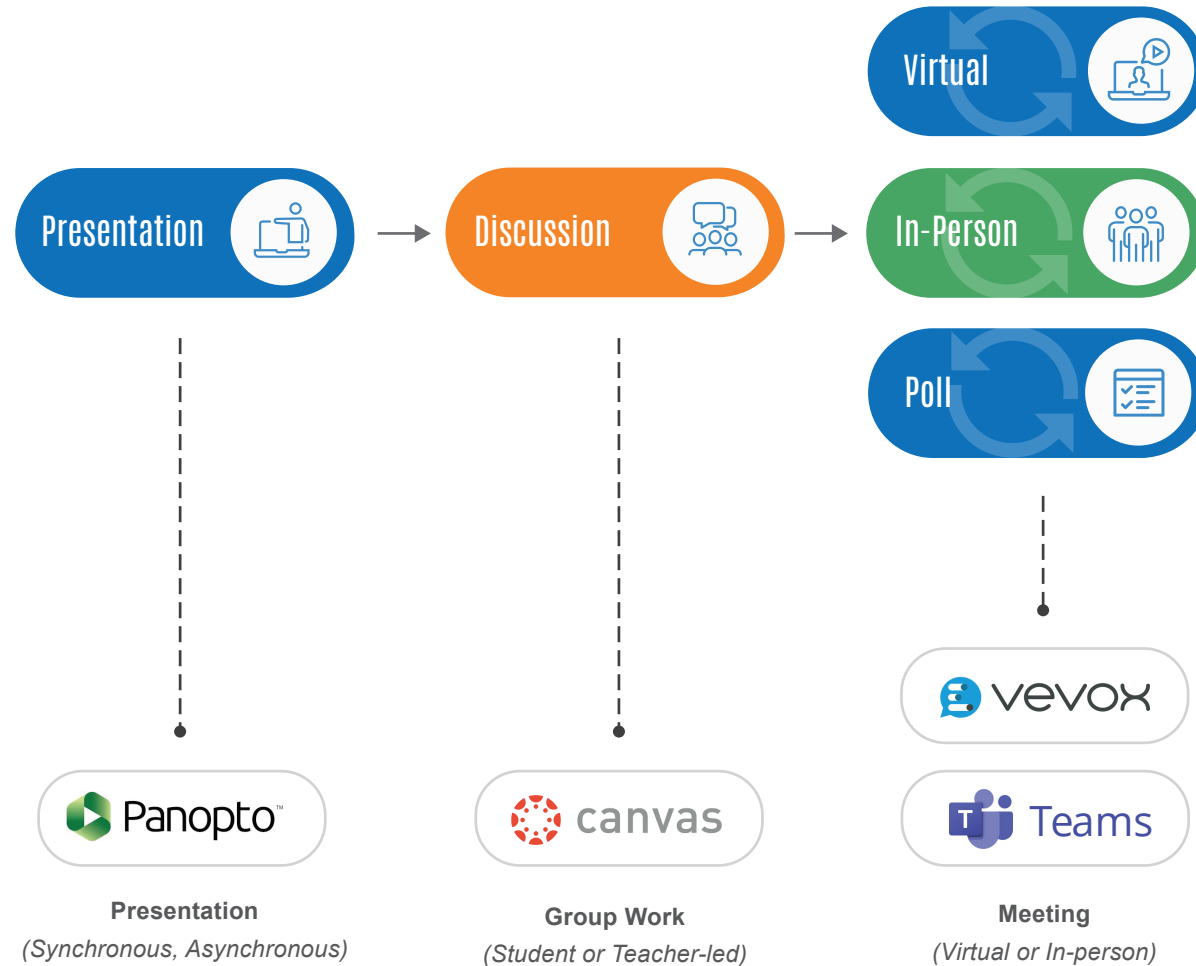 Virtual
Presentation
Discussion
In-Person
Poll
vevox
Panopto™
canvas
T Teams
Presentation
(Synchronous, Asynchronous)
Group Work
(Student or Teacher-led)
Meeting
(Virtual or In-person)